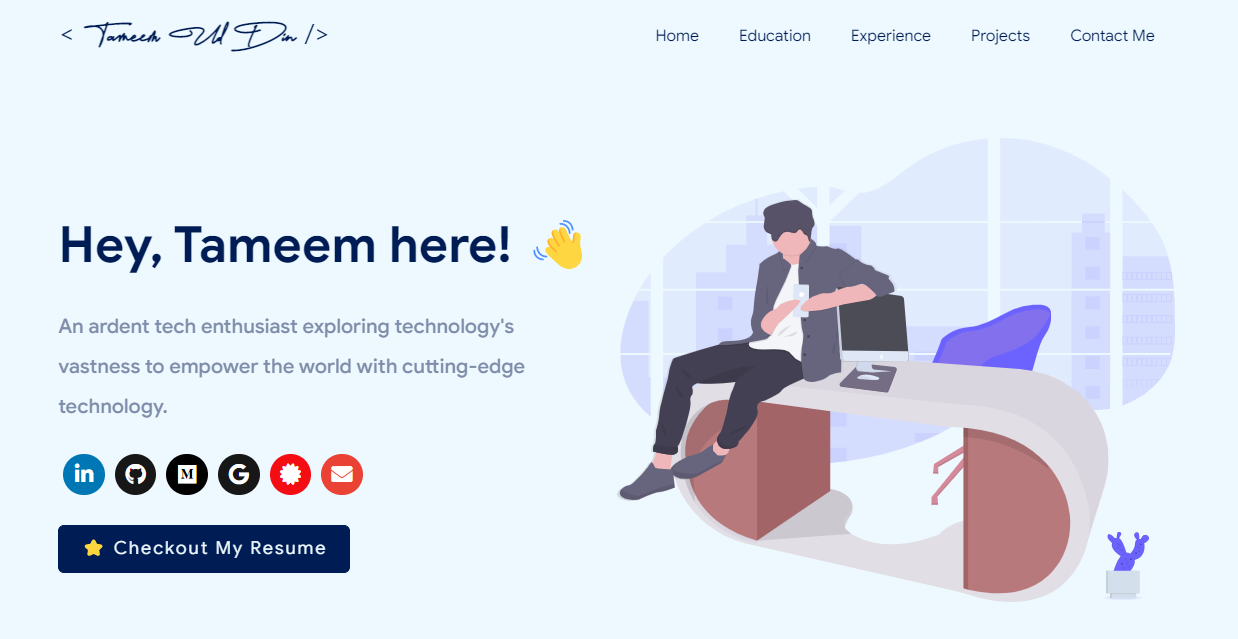 < Tameem Ud Din />
Home Education Experience Projects Contact Me
Hey, Tameem here!
An ardent tech enthusiast exploring technology's
vastness to empower the world with cutting-edge
technology.
in M G
Checkout My Resume